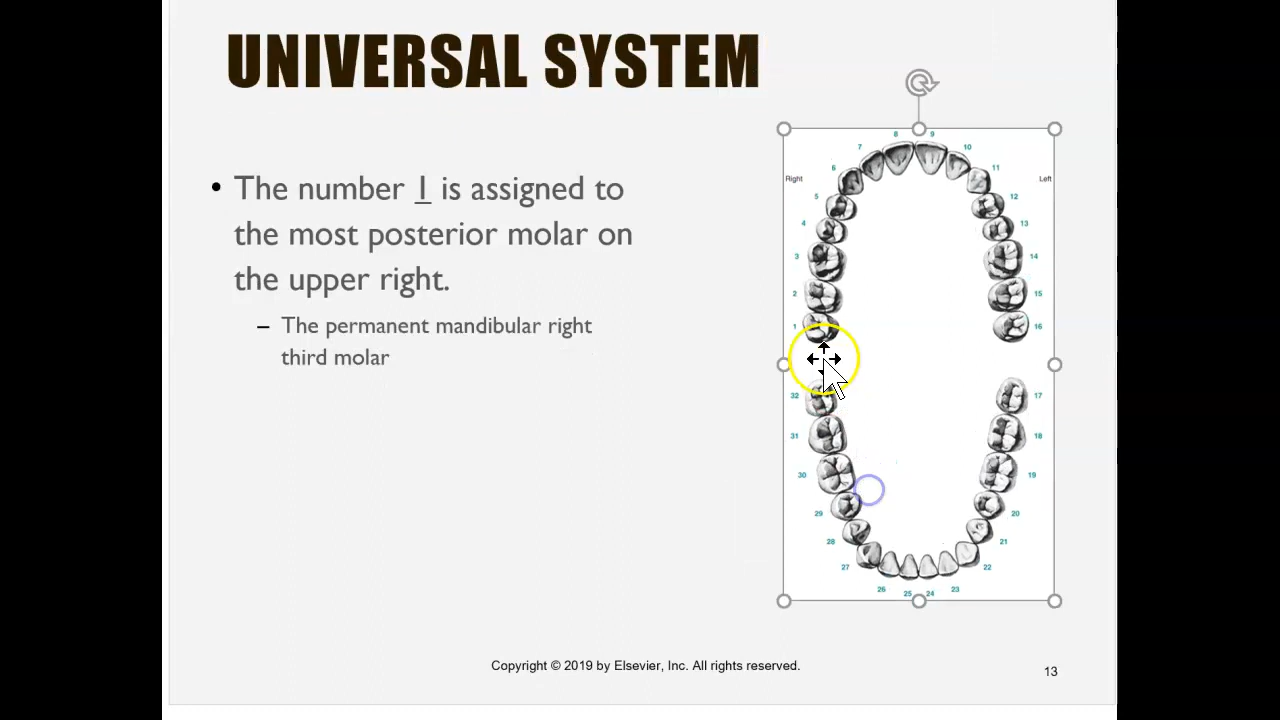 UNIVERSAL SYSTEM
• The number 1 is assigned to
the most posterior molar on
the upper right.
– The permanent mandibular right
third molar
8 9
7 10
6 11
Right Left
5 12
4 13
3 14
2 15
1 16
32 17
31 18
30 19
29 20
28 21
27 22
26 25 24 23
Copyright © 2019 by Elsevier, Inc. All rights reserved.
13